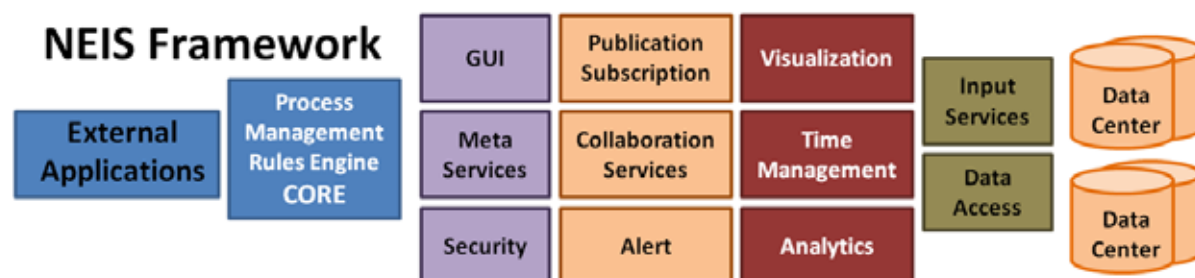 NEIS Framework
External
Applications
Process
Management
Rules Engine
CORE
GUI
Meta
Services
Security
Publication
Subscription
Collaboration
Services
Alert
Visualization
Time
Management
Analytics
Input
Services
Data
Access
Data
Center
Data
Center